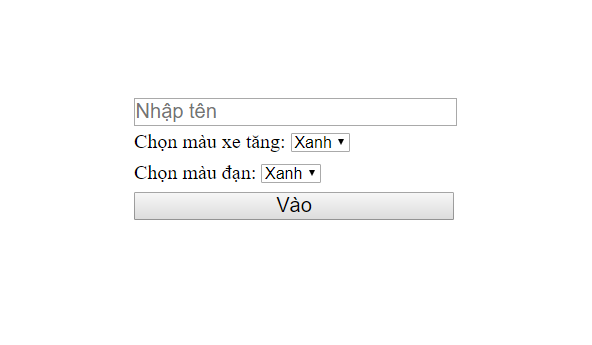 Nhập tên
Chọn màu xe tăng: Xanh
Chọn màu đạn: Xanh
Vào